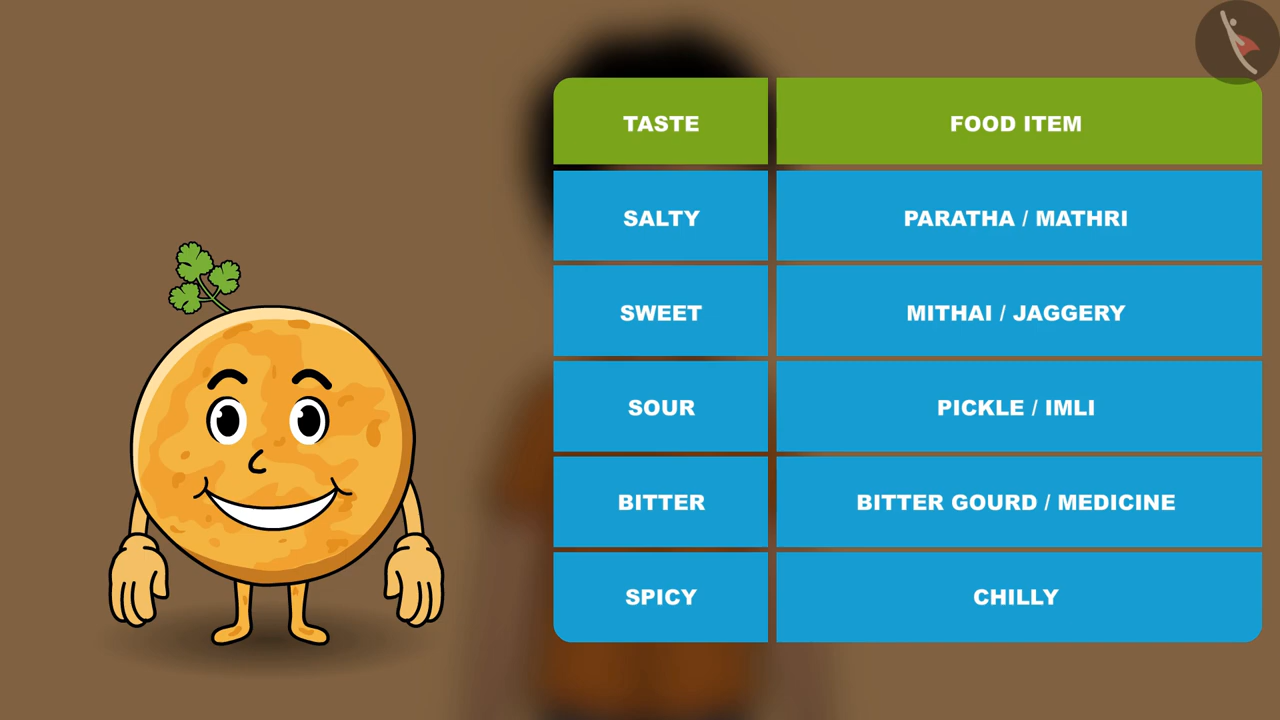 TASTE FOOD ITEM
SALTY PARATHA / MATHRI
SWEET MITHAI / JAGGERY
SOUR PICKLE / IMLI
BITTER BITTER GOURD / MEDICINE
SPICY CHILLY